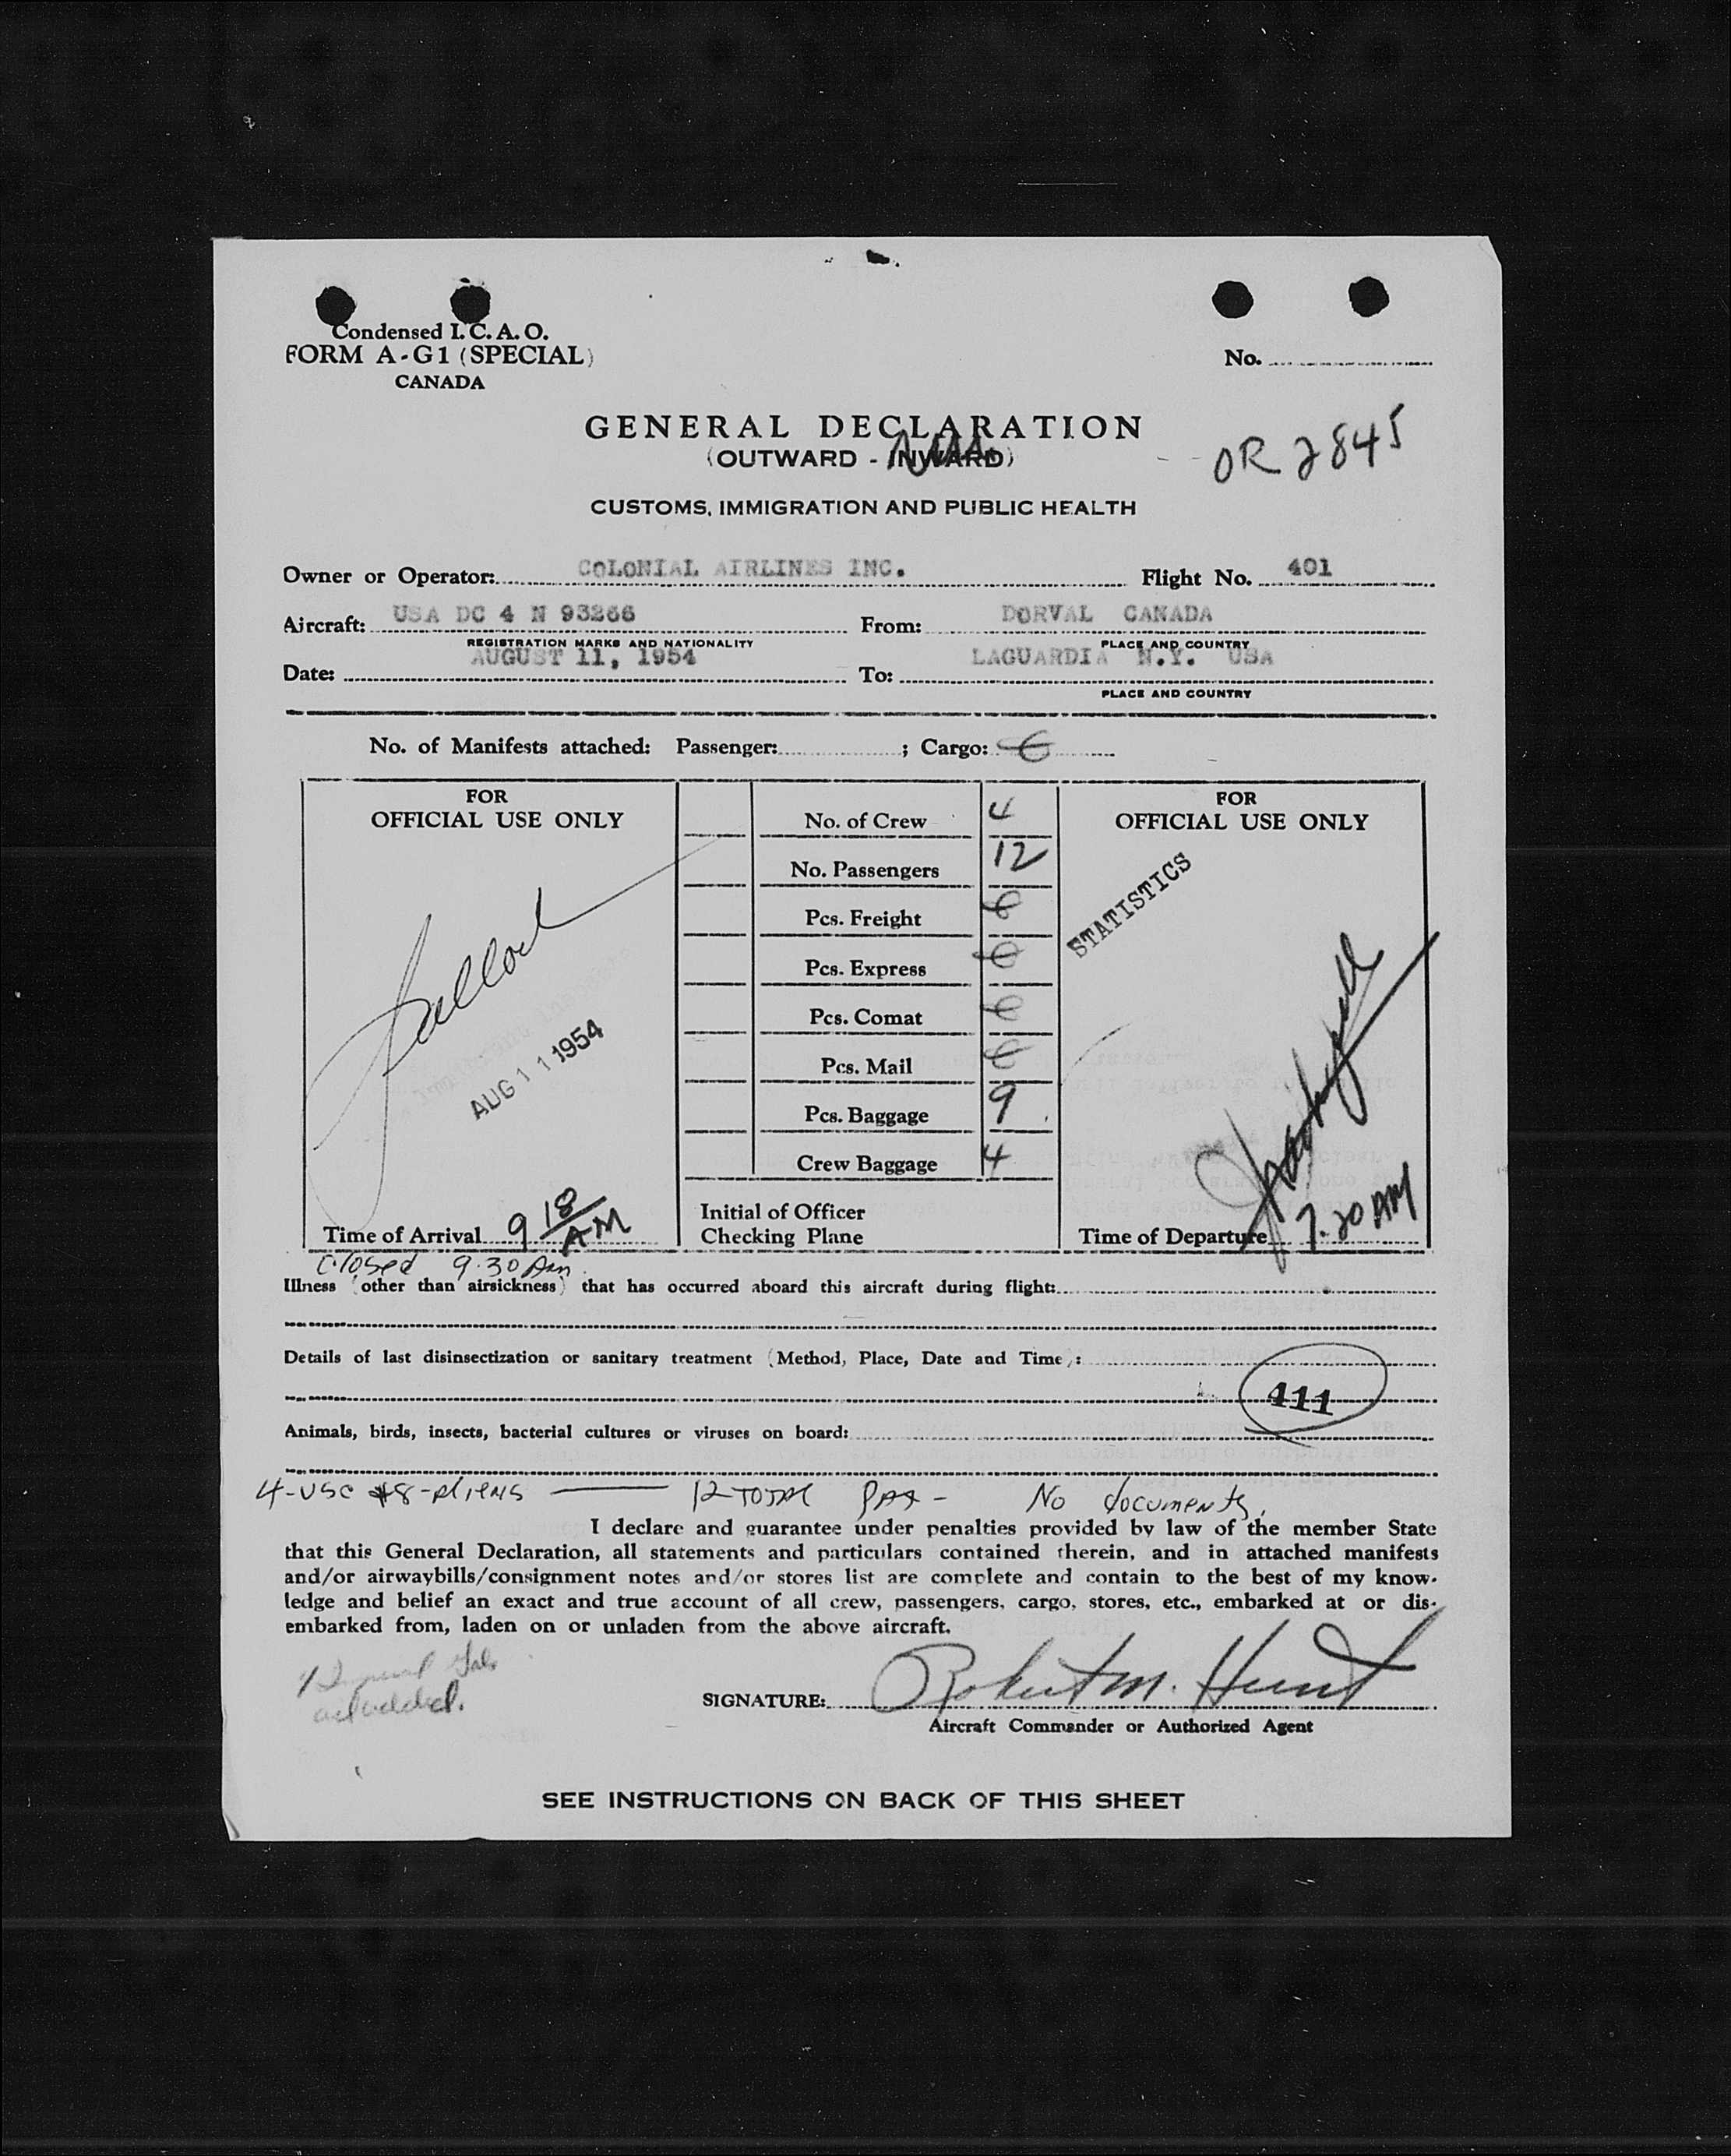 Condensed I.C.A.O.
FORM A-G1 (SPECIAL)
CANADA
No.
GENERAL DECLARATION
(OUTWARD - INWARD)
OR 2845
CUSTOMS, IMMIGRATION AND PUBLIC HEALTH
Owner or Operator: COLONIAL AIRLINES INC. Flight No. 401
Aircraft: USA DC 4 N 93266 From: DORVAL CANADA
REGISTRATION MARKS AND NATIONALITY PLACE AND COUNTRY
Date: AUGUST 11, 1954 To: LAGUARDIA N.Y. USA
PLACE AND COUNTRY
No. of Manifests attached: Passenger: ; Cargo:
FOR
OFFICIAL USE ONLY
AUG 11 1954
Time of Arrival 9 18/AM
No. of Crew 4
No. Passengers 12
Pcs. Freight
Pcs. Express
Pcs. Comat
Pcs. Mail
Pcs. Baggage 9
Crew Baggage 4
Initial of Officer
Checking Plane
FOR
OFFICIAL USE ONLY
STATISTICS
Time of Departure 7.20 AM
Closed 9.30 Am
Illness (other than airsickness) that has occurred aboard this aircraft during flight:
Details of last disinsectization or sanitary treatment (Method, Place, Date and Time):
411
Animals, birds, insects, bacterial cultures or viruses on board:
4-USC 8-Aliens — 12 TOTAL PAX - No documents.
I declare and guarantee under penalties provided by law of the member State
that this General Declaration, all statements and particulars contained therein, and in attached manifests
and/or airwaybills/consignment notes and/or stores list are complete and contain to the best of my know-
ledge and belief an exact and true account of all crew, passengers, cargo, stores, etc., embarked at or dis-
embarked from, laden on or unladen from the above aircraft.
SIGNATURE: Robert M. Hunt
Aircraft Commander or Authorized Agent
SEE INSTRUCTIONS ON BACK OF THIS SHEET